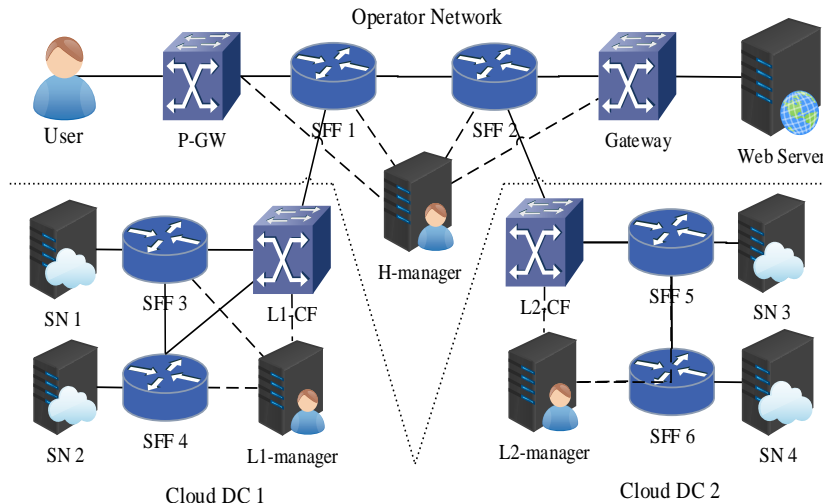 Operator Network
User
P-GW
SFF 1
SFF 2
Gateway
Web Server
H-manager
SN 1
SFF 3
L1-CF
L2-CF
SFF 5
SN 3
SN 2
SFF 4
L1-manager
L2-manager
SFF 6
SN 4
Cloud DC 1
Cloud DC 2